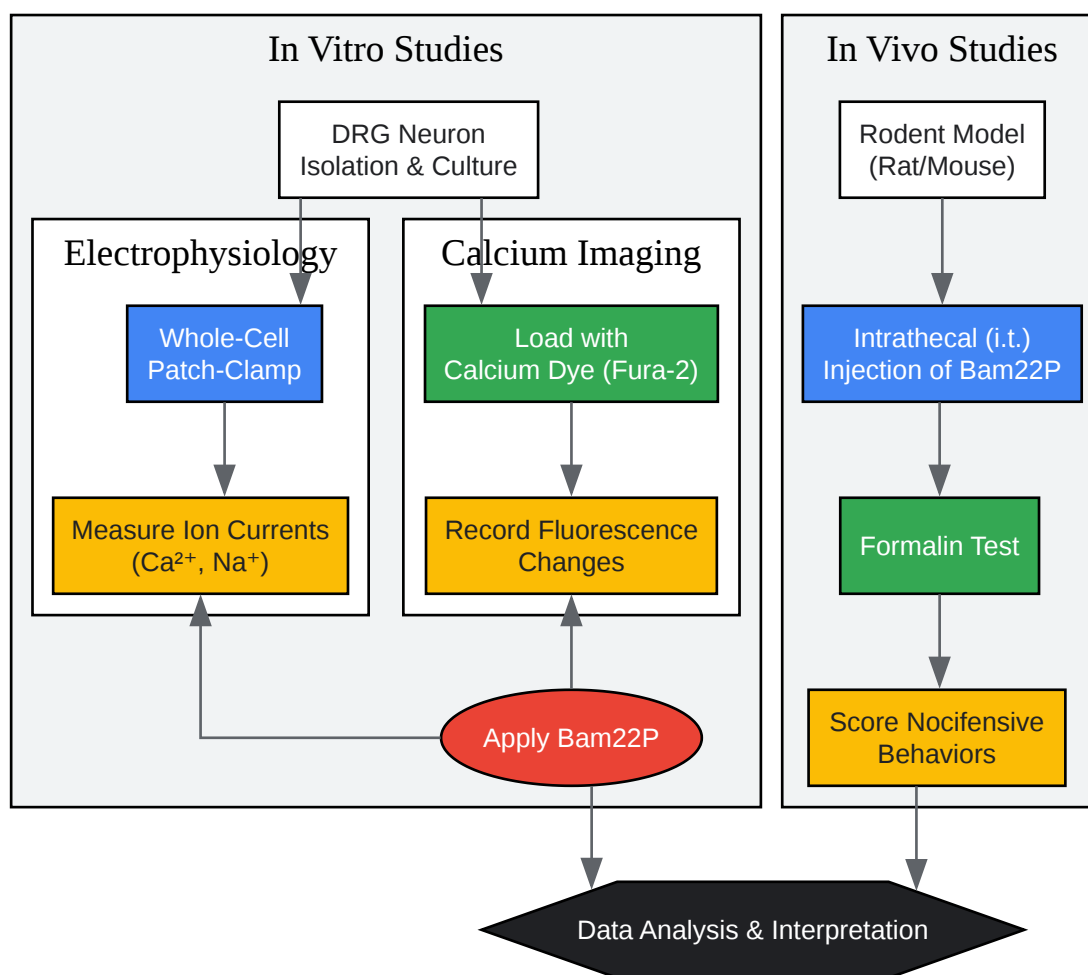 In Vitro Studies
DRG Neuron
Isolation & Culture
Electrophysiology
Whole-Cell
Patch-Clamp
Measure Ion Currents
(Ca²⁺, Na⁺)
Calcium Imaging
Load with
Calcium Dye (Fura-2)
Record Fluorescence
Changes
Apply Bam22P
In Vivo Studies
Rodent Model
(Rat/Mouse)
Intrathecal (i.t.)
Injection of Bam22P
Formalin Test
Score Nocifensive
Behaviors
Data Analysis & Interpretation